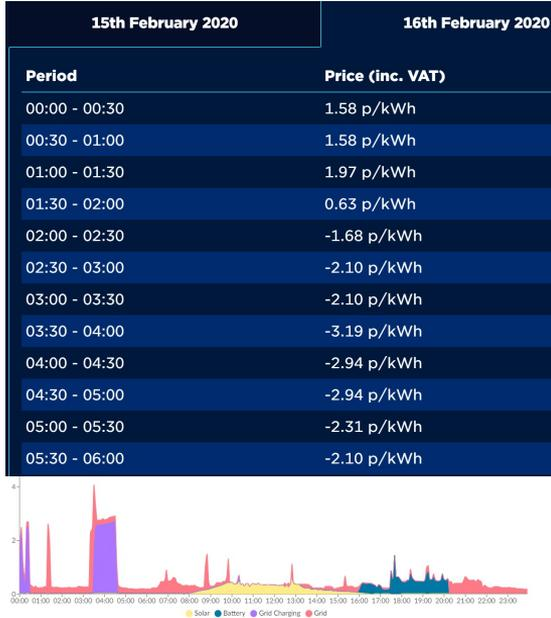 15th February 2020
16th February 2020
Period Price (inc. VAT)
00:00 - 00:30 1.58 p/kWh
00:30 - 01:00 1.58 p/kWh
01:00 - 01:30 1.97 p/kWh
01:30 - 02:00 0.63 p/kWh
02:00 - 02:30 -1.68 p/kWh
02:30 - 03:00 -2.10 p/kWh
03:00 - 03:30 -2.10 p/kWh
03:30 - 04:00 -3.19 p/kWh
04:00 - 04:30 -2.94 p/kWh
04:30 - 05:00 -2.94 p/kWh
05:00 - 05:30 -2.31 p/kWh
05:30 - 06:00 -2.10 p/kWh
4
2
0
00:00 01:00 02:00 03:00 04:00 05:00 06:00 07:00 08:00 09:00 10:00 11:00 12:00 13:00 14:00 15:00 16:00 17:00 18:00 19:00 20:00 21:00 22:00 23:00
Solar Battery Grid Charging Grid